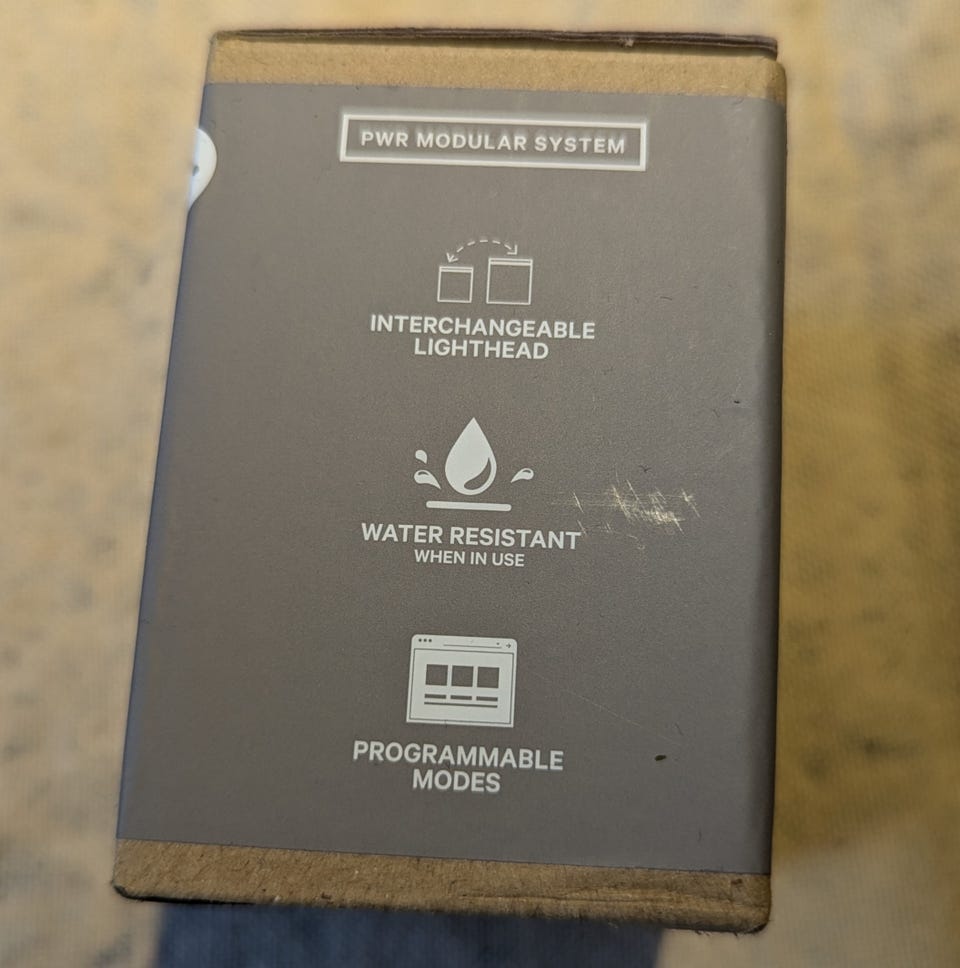 PWR MODULAR SYSTEM
INTERCHANGEABLE
LIGHTHEAD
WATER RESISTANT
WHEN IN USE
PROGRAMMABLE
MODES